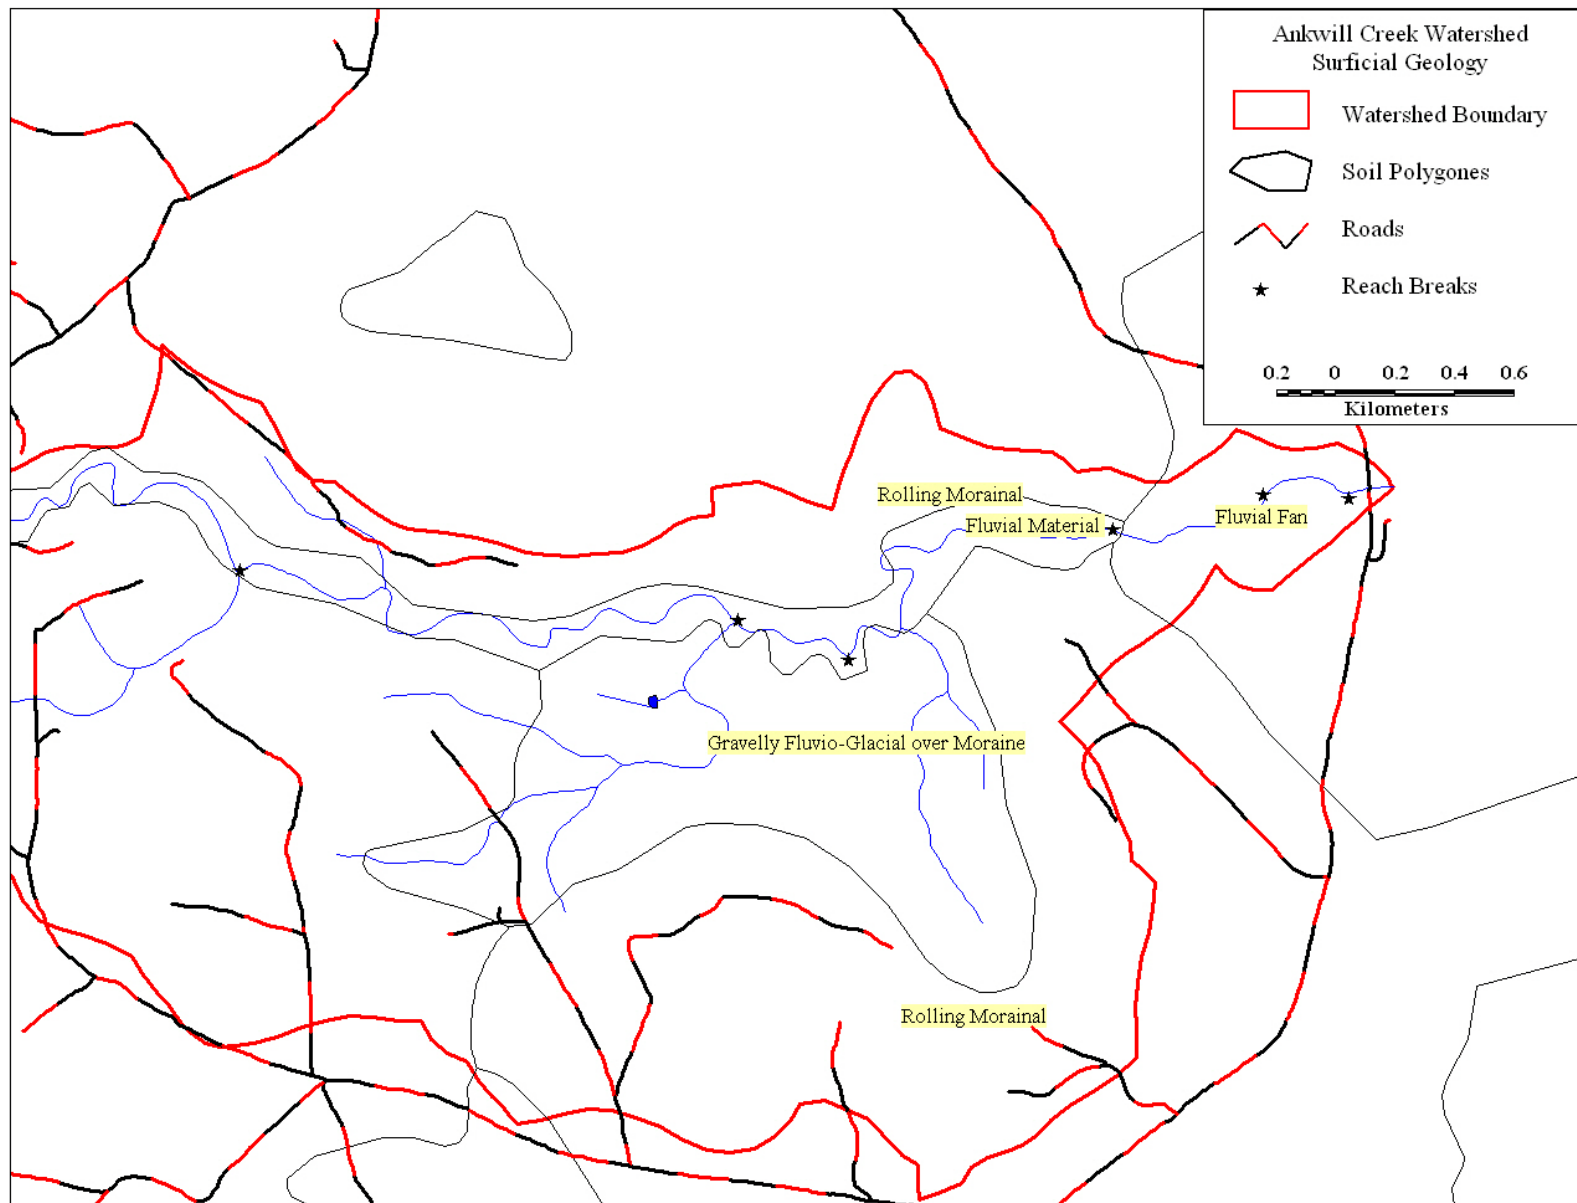 Ankwill Creek Watershed
Surficial Geology
Watershed Boundary
Soil Polygones
Roads
Reach Breaks
0.2 0 0.2 0.4 0.6
Kilometers
Rolling Morainal
Fluvial Material
Fluvial Fan
Gravelly Fluvio-Glacial over Moraine
Rolling Morainal